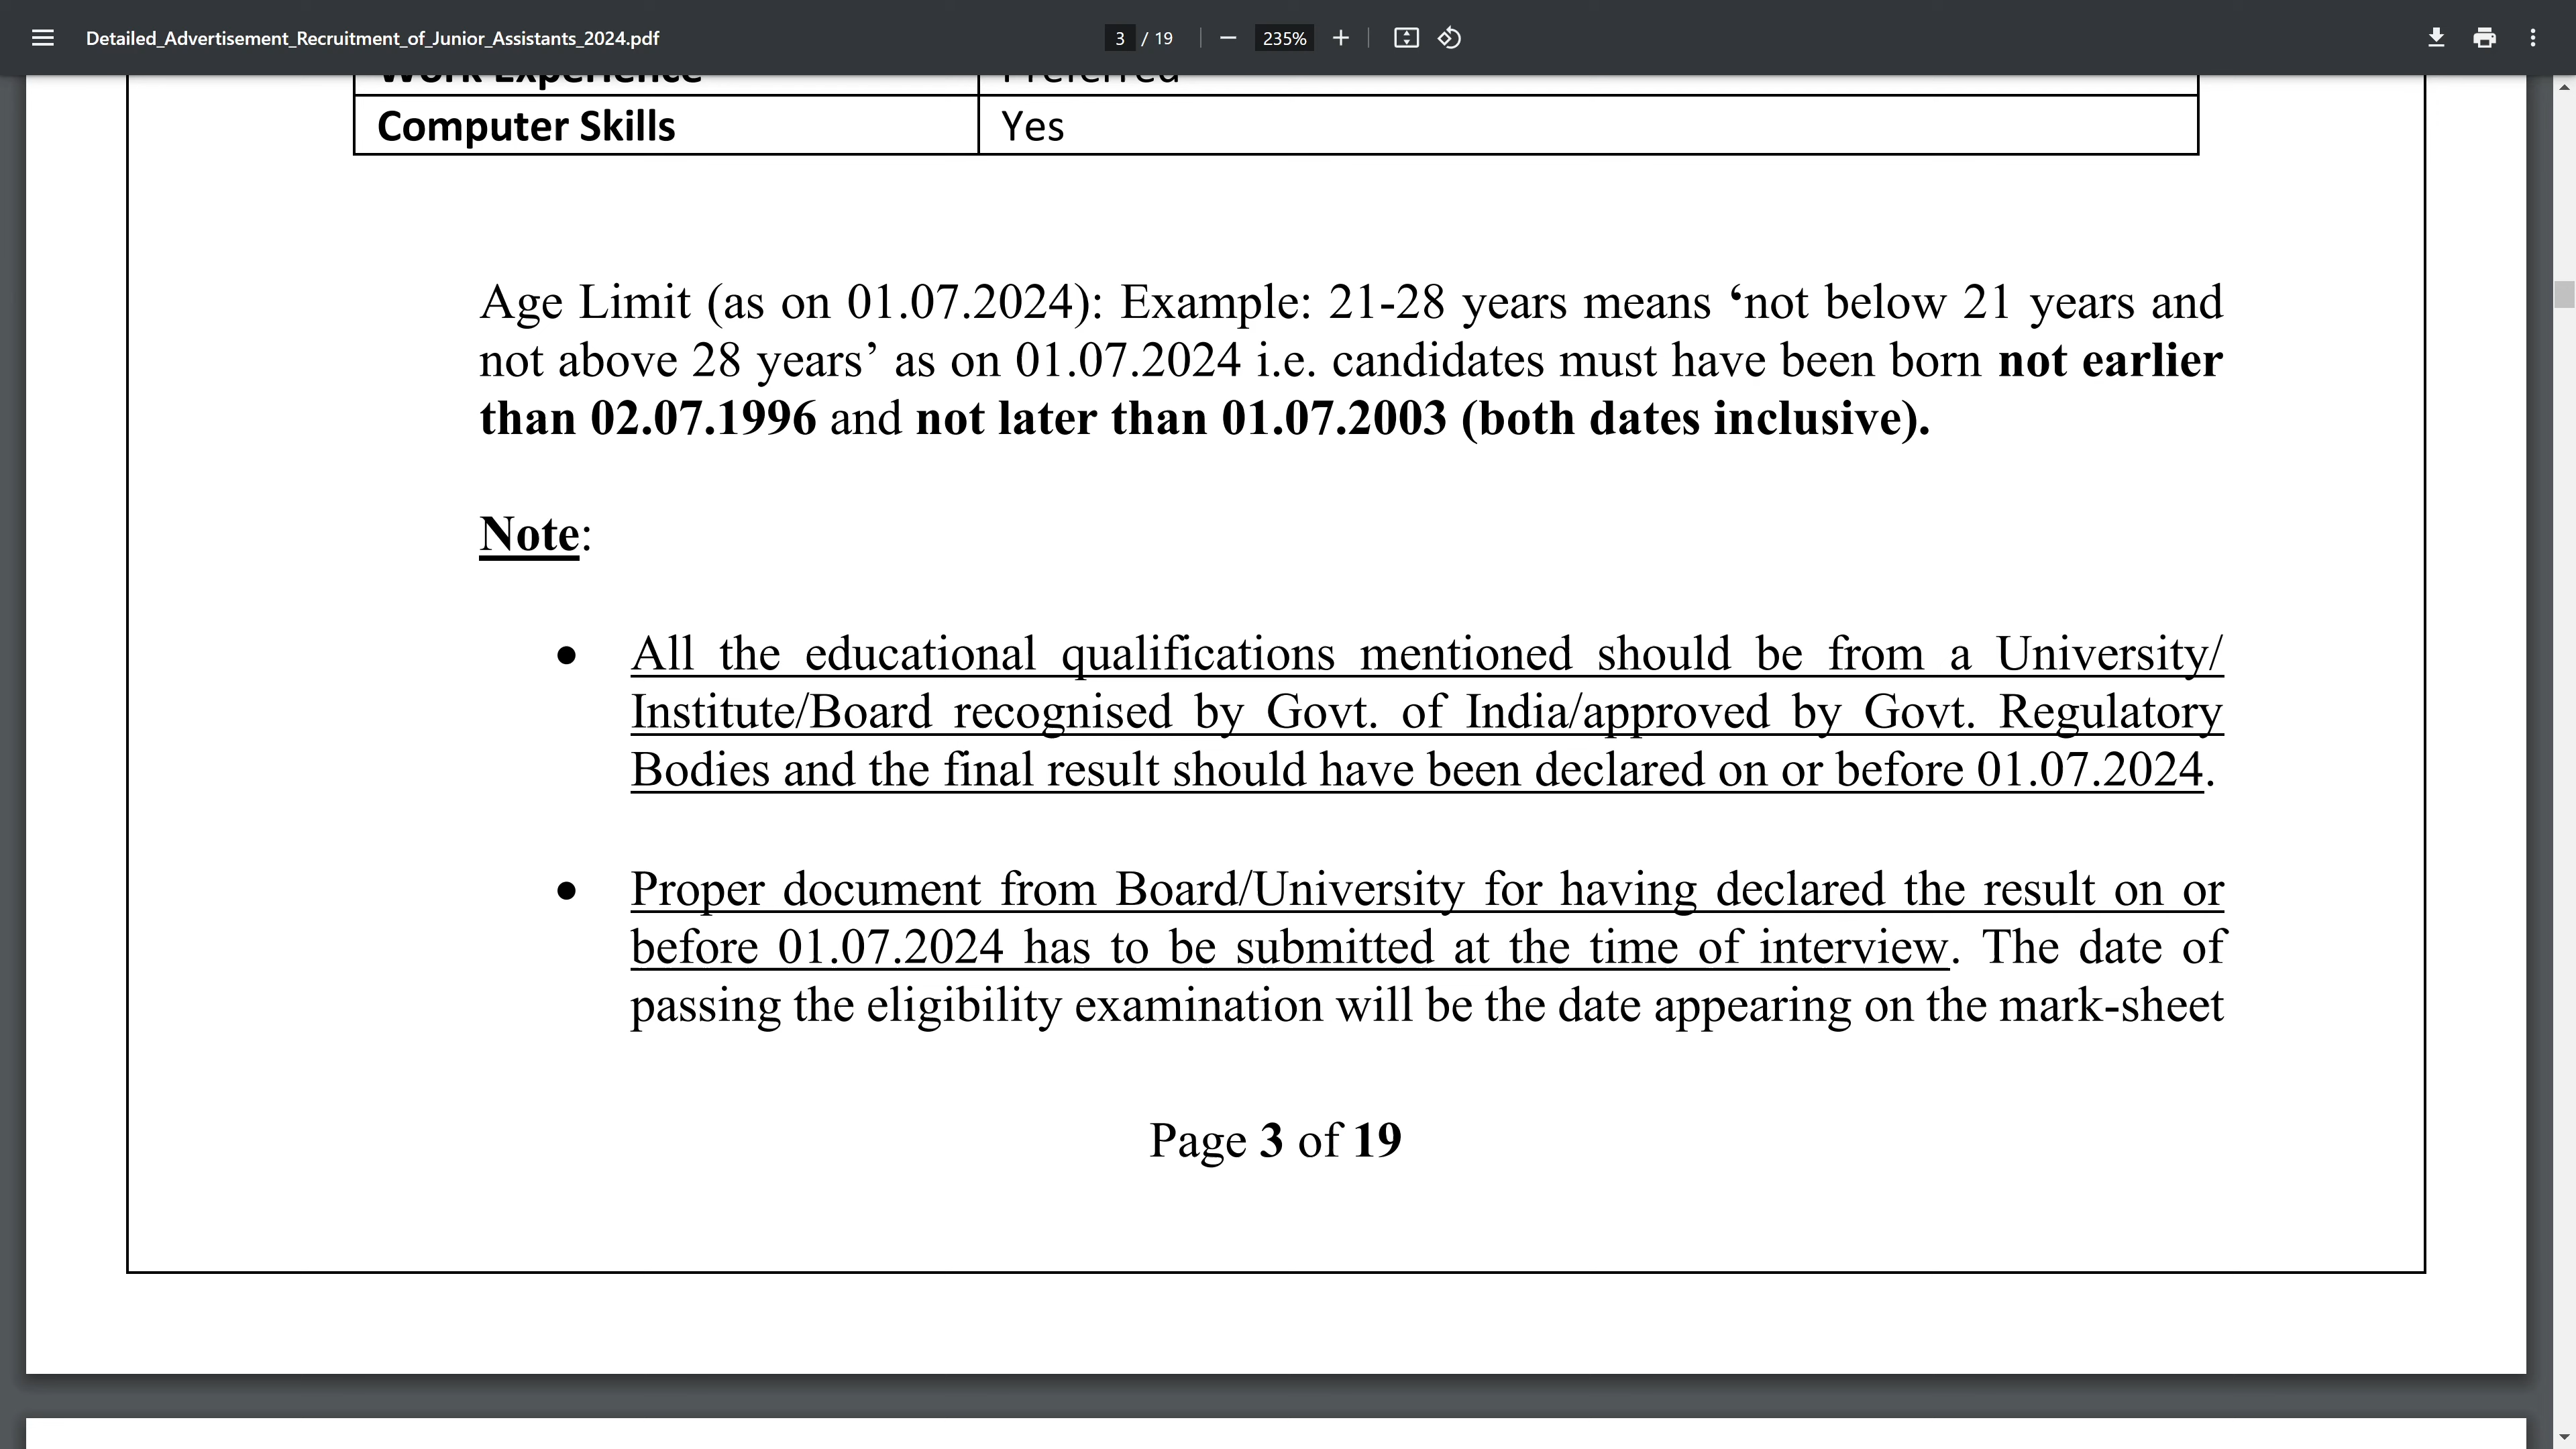 Detailed_Advertisement_Recruitment_of_Junior_Assistants_2024.pdf
3 / 19
235%
Work Experience Preferred
Computer Skills Yes
Age Limit (as on 01.07.2024): Example: 21-28 years means ‘not below 21 years and
not above 28 years’ as on 01.07.2024 i.e. candidates must have been born not earlier
than 02.07.1996 and not later than 01.07.2003 (both dates inclusive).
Note:
• All the educational qualifications mentioned should be from a University/
Institute/Board recognised by Govt. of India/approved by Govt. Regulatory
Bodies and the final result should have been declared on or before 01.07.2024.
• Proper document from Board/University for having declared the result on or
before 01.07.2024 has to be submitted at the time of interview. The date of
passing the eligibility examination will be the date appearing on the mark-sheet
Page 3 of 19